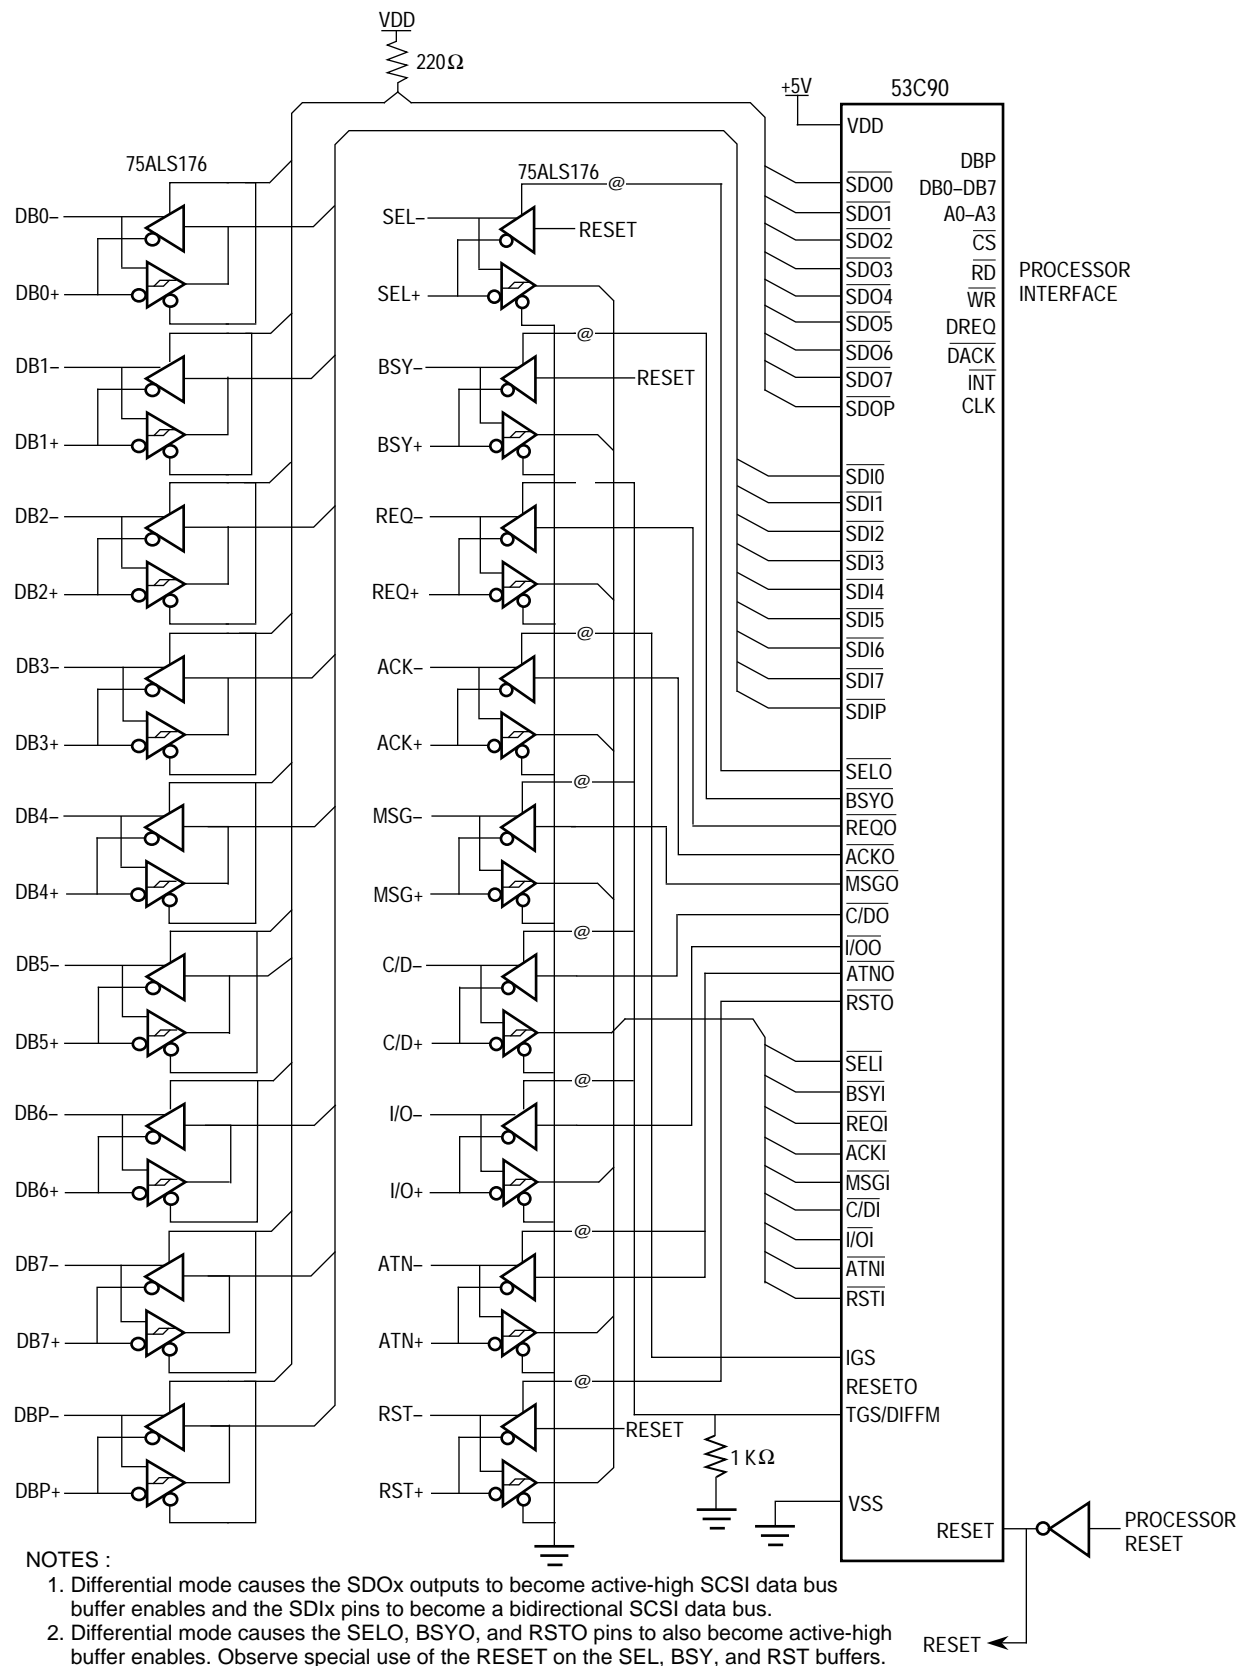 VDD
220Ω
+5V
53C90
VDD
75ALS176
75ALS176
@
DBP
SDO0
DB0–DB7
SDO1
A0–A3
SDO2
CS
SDO3
RD
SDO4
WR
SDO5
DREQ
SDO6
DACK
SDO7
INT
SDOP
CLK
PROCESSOR
INTERFACE
DB0–
DB0+
DB1–
DB1+
DB2–
DB2+
DB3–
DB3+
DB4–
DB4+
DB5–
DB5+
DB6–
DB6+
DB7–
DB7+
DBP–
DBP+
SEL–
RESET
SEL+
@
BSY–
RESET
BSY+
REQ–
REQ+
@
ACK–
ACK+
@
MSG–
MSG+
@
C/D–
C/D+
@
I/O–
I/O+
@
ATN–
ATN+
@
RST–
RESET
RST+
SDI0
SDI1
SDI2
SDI3
SDI4
SDI5
SDI6
SDI7
SDIP
SELO
BSYO
REQO
ACKO
MSGO
C/DO
I/OO
ATNO
RSTO
SELI
BSYI
REQI
ACKI
MSGI
C/DI
I/OI
ATNI
RSTI
IGS
RESETO
TGS/DIFFM
1 KΩ
VSS
RESET
PROCESSOR
RESET
RESET
NOTES :
1. Differential mode causes the SDOx outputs to become active-high SCSI data bus
buffer enables and the SDIx pins to become a bidirectional SCSI data bus.
2. Differential mode causes the SELO, BSYO, and RSTO pins to also become active-high
buffer enables. Observe special use of the RESET on the SEL, BSY, and RST buffers.